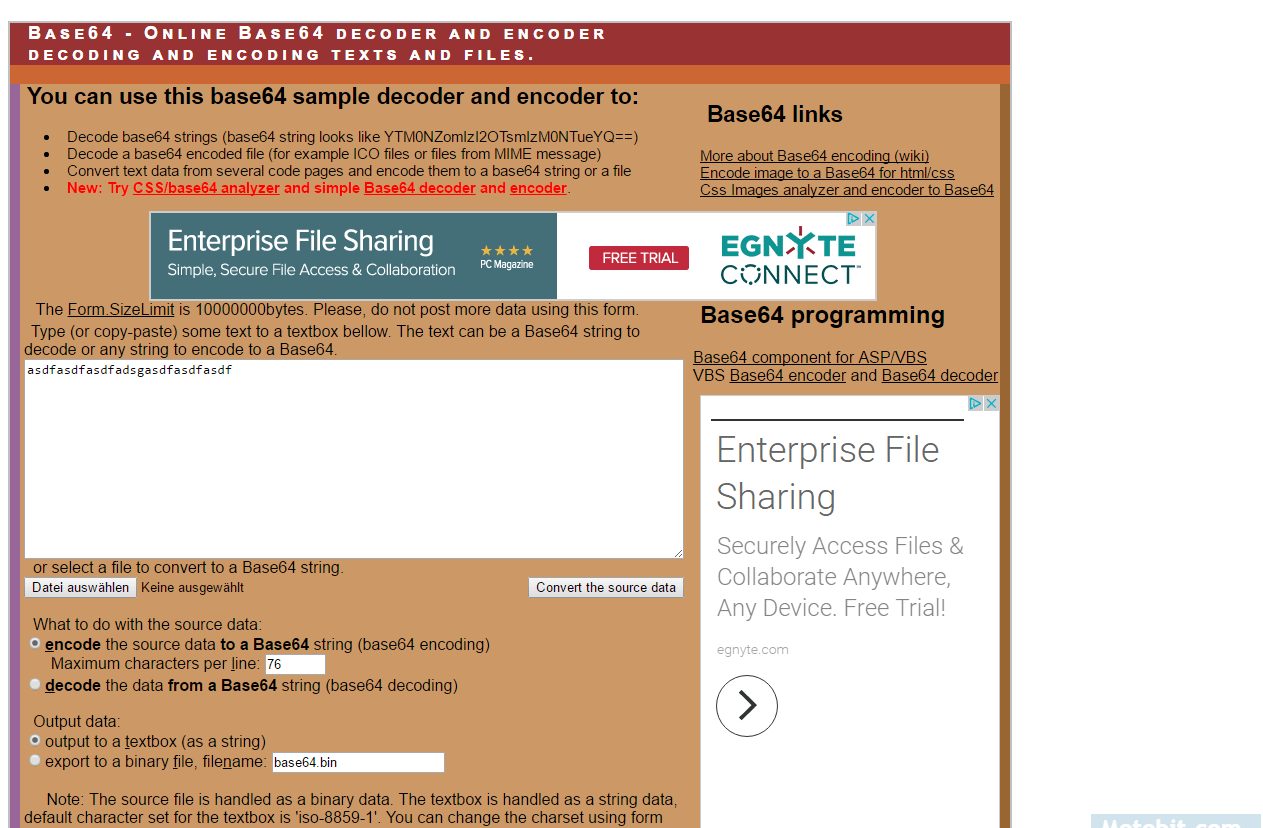 Base64 - Online Base64 decoder and encoder
decoding and encoding texts and files.
You can use this base64 sample decoder and encoder to:
Decode base64 strings (base64 string looks like YTM0NZomIzI2OTsmIzM0NTueYQ==)
Decode a base64 encoded file (for example ICO files or files from MIME message)
Convert text data from several code pages and encode them to a base64 string or a file
New: Try CSS/base64 analyzer and simple Base64 decoder and encoder.
Base64 links
More about Base64 encoding (wiki)
Encode image to a Base64 for html/css
Css Images analyzer and encoder to Base64
Enterprise File Sharing
Simple, Secure File Access & Collaboration
PC Magazine
FREE TRIAL
EGNYTE
CONNECT™
The Form.SizeLimit is 10000000bytes. Please, do not post more data using this form.
Type (or copy-paste) some text to a textbox bellow. The text can be a Base64 string to
decode or any string to encode to a Base64.
asdfasdfasdfadsgasdfasdfasdf
or select a file to convert to a Base64 string.
Datei auswählen Keine ausgewählt Convert the source data
What to do with the source data:
encode the source data to a Base64 string (base64 encoding)
Maximum characters per line: 76
decode the data from a Base64 string (base64 decoding)
Output data:
output to a textbox (as a string)
export to a binary file, filename: base64.bin
Note: The source file is handled as a binary data. The textbox is handled as a string data,
default character set for the textbox is 'iso-8859-1'. You can change the charset using form
Base64 programming
Base64 component for ASP/VBS
VBS Base64 encoder and Base64 decoder
Enterprise File
Sharing
Securely Access Files &
Collaborate Anywhere,
Any Device. Free Trial!
egnyte.com
Motobit.com